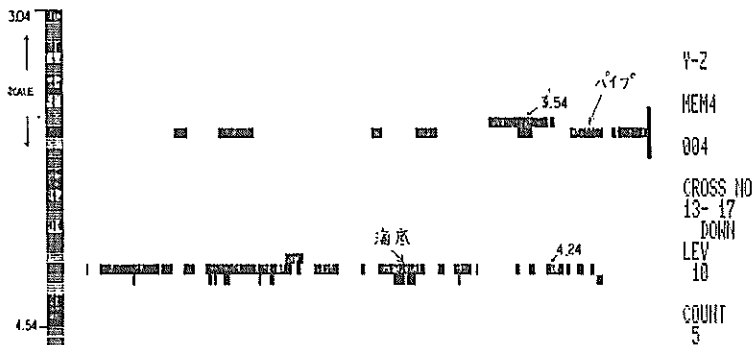 3.04
SCALE
3.54
パイプ
海底
4.24
4.54
Y-Z
MEM4
004
CROSS NO
13- 17
DOWN
LEV
10
COUNT
5